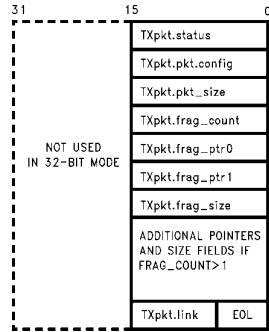 31 15 0
TXpkt.status
TXpkt.pkt.config
TXpkt.pkt_size
TXpkt.frag_count
NOT USED
IN 32-BIT MODE
TXpkt.frag_ptr0
TXpkt.frag_ptr1
TXpkt.frag_size
ADDITIONAL POINTERS
AND SIZE FIELDS IF
FRAG_COUNT>1
TXpkt.link EOL